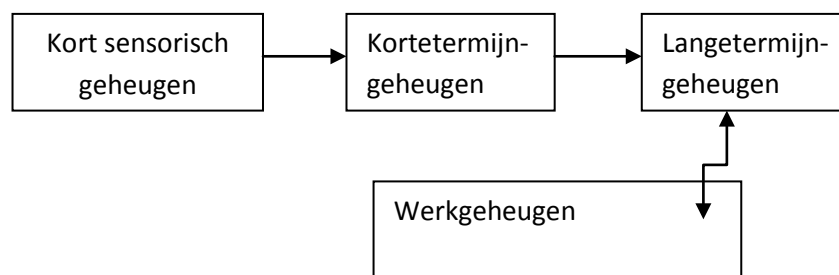 Kort sensorisch
geheugen
Kortetermijn-
geheugen
Langetermijn-
geheugen
Werkgeheugen